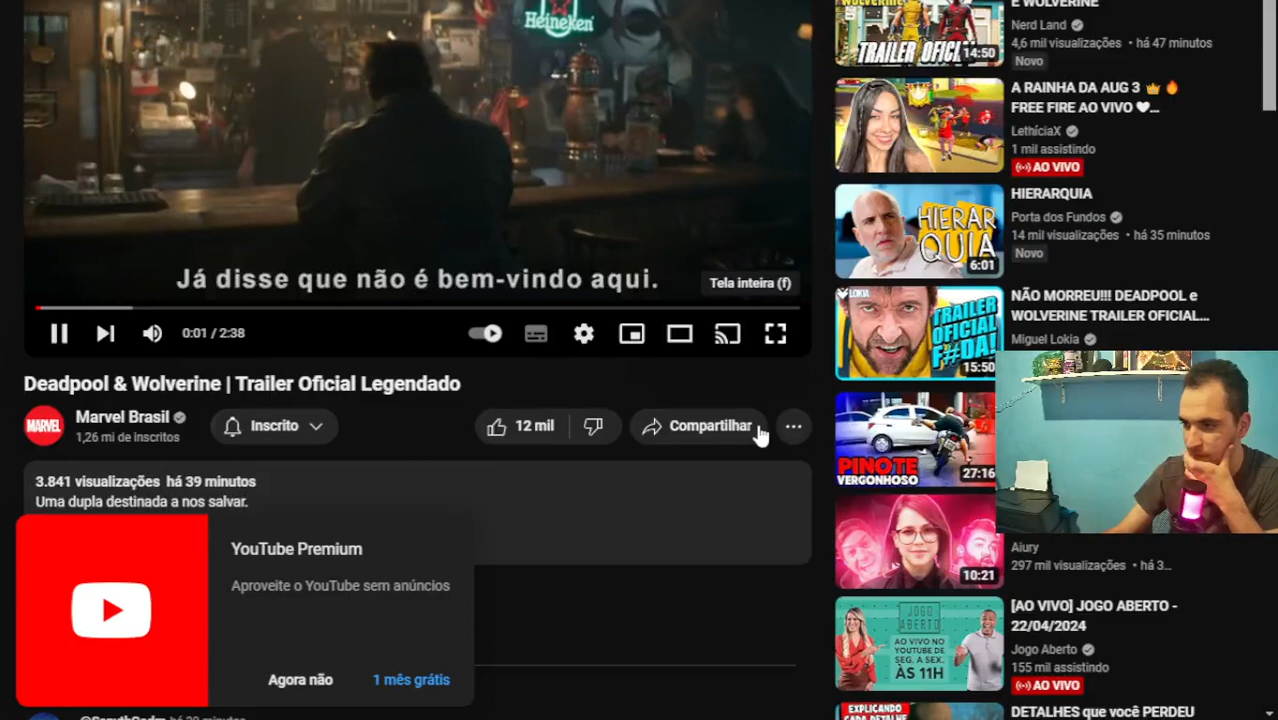 Heineken
Já disse que não é bem-vindo aqui.
Tela inteira (f)
0:01 / 2:38
Deadpool & Wolverine | Trailer Oficial Legendado
MARVEL
Marvel Brasil
1,26 mi de inscritos
Inscrito
12 mil
Compartilhar
3.841 visualizações há 39 minutos
Uma dupla destinada a nos salvar.
YouTube Premium
Aproveite o YouTube sem anúncios
Agora não
1 mês grátis
E WOLVERINE
Nerd Land
4,6 mil visualizações • há 47 minutos
Novo
TRAILER OFICIAL
14:50
A RAINHA DA AUG 3
FREE FIRE AO VIVO
LethíciaX
1 mil assistindo
AO VIVO
HIERARQUIA
Porta dos Fundos
14 mil visualizações • há 35 minutos
Novo
HIERAR
QUIA
6:01
NÃO MORREU!!! DEADPOOL e
WOLVERINE TRAILER OFICIAL...
Miguel Lokia
LOKIA
TRAILER
OFICIAL
F#DA!
15:50
PINOTE
VERGONHOSO
27:16
10:21
Aiury
297 mil visualizações • há 3...
[AO VIVO] JOGO ABERTO -
22/04/2024
Jogo Aberto
155 mil assistindo
AO VIVO
JOGO
ABERTO
AO VIVO NO
YOUTUBE DE
SEG. A SEX.
ÀS 11H
EXPLICANDO
DETALHES que você PERDEU